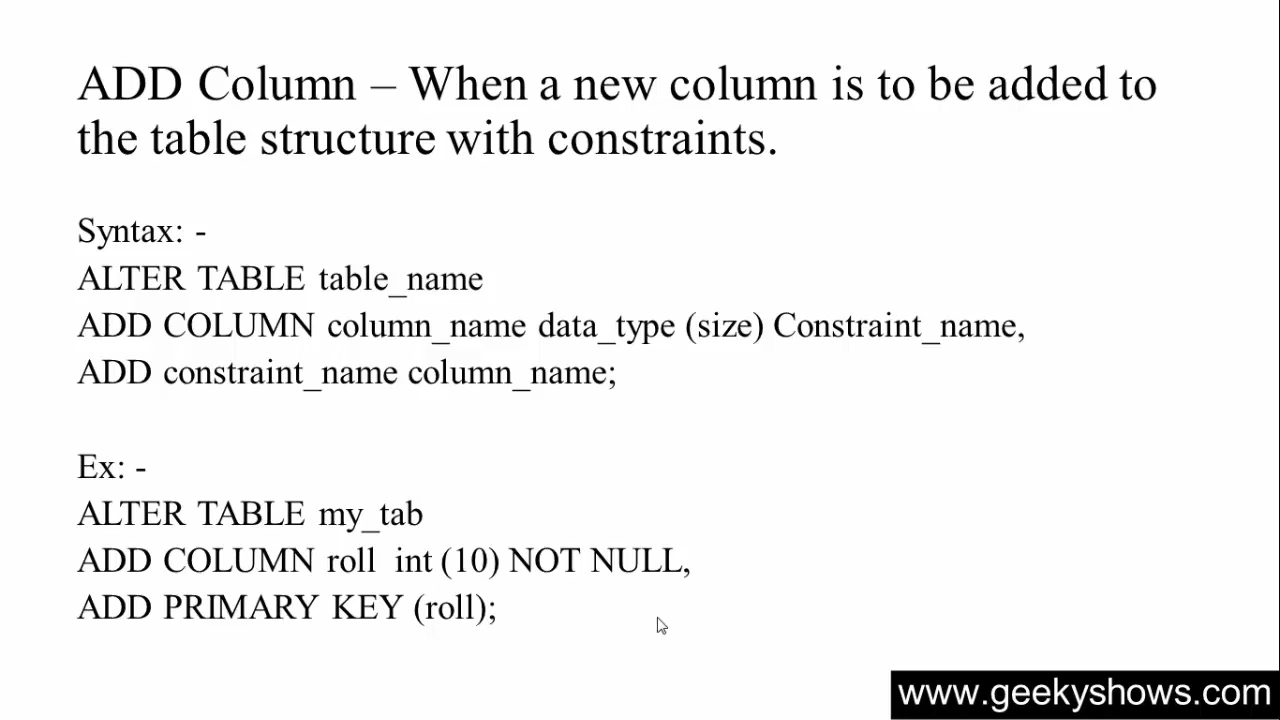 ADD Column – When a new column is to be added to
the table structure with constraints.
Syntax: -
ALTER TABLE table_name
ADD COLUMN column_name data_type (size) Constraint_name,
ADD constraint_name column_name;
Ex: -
ALTER TABLE my_tab
ADD COLUMN roll int (10) NOT NULL,
ADD PRIMARY KEY (roll);
www.geekyshows.com